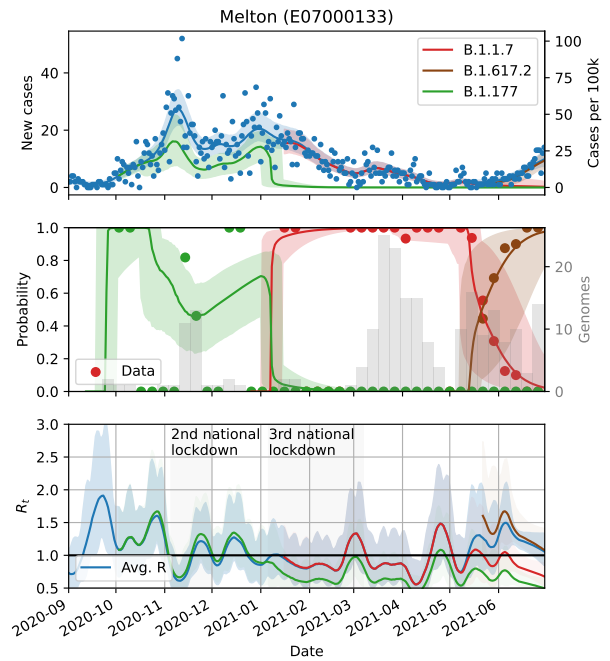 Melton (E07000133)
New cases
0
20
40
B.1.1.7
B.1.617.2
B.1.177
0
25
50
75
100
Cases per 100k
Probability
0.0
0.2
0.4
0.6
0.8
1.0
Data
0
10
20
Genomes
Rt
0.5
1.0
1.5
2.0
2.5
3.0
2nd national
lockdown
3rd national
lockdown
Avg. R
2020-09
2020-10
2020-11
2020-12
2021-01
2021-02
2021-03
2021-04
2021-05
2021-06
Date